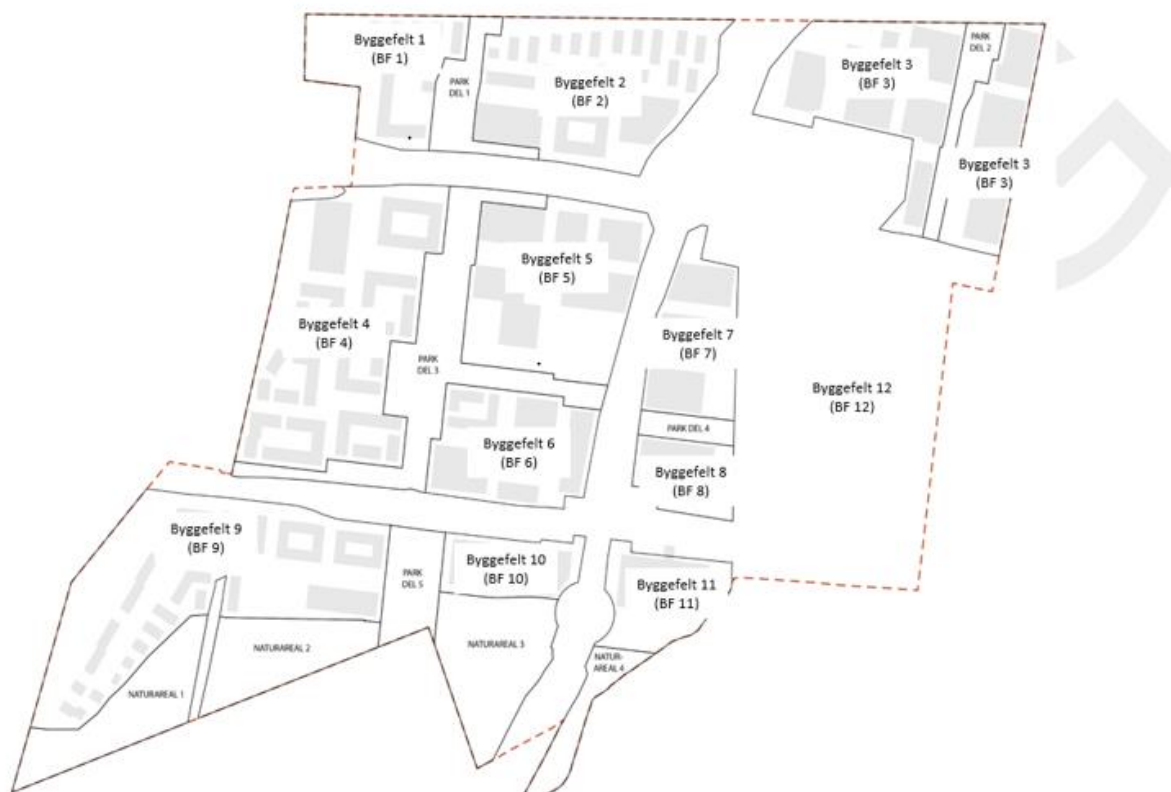 Byggefelt 1
(BF 1)
PARK
DEL 1
Byggefelt 2
(BF 2)
Byggefelt 3
(BF 3)
PARK
DEL 2
Byggefelt 3
(BF 3)
Byggefelt 4
(BF 4)
PARK
DEL 3
Byggefelt 5
(BF 5)
Byggefelt 6
(BF 6)
Byggefelt 7
(BF 7)
PARK DEL 4
Byggefelt 8
(BF 8)
Byggefelt 12
(BF 12)
Byggefelt 9
(BF 9)
PARK
DEL 5
Byggefelt 10
(BF 10)
Byggefelt 11
(BF 11)
NATURAREAL 1
NATURAREAL 2
NATURAREAL 3
NATUR-
AREAL 4